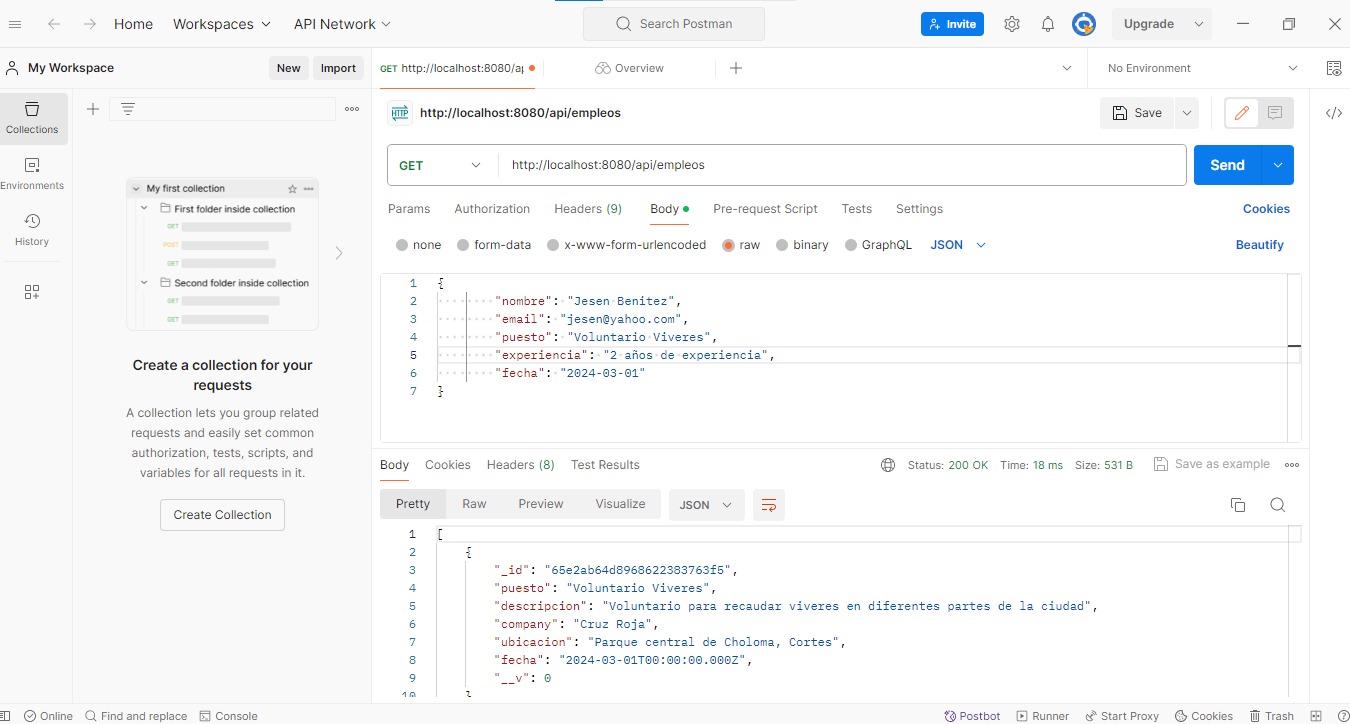 Home Workspaces API Network Search Postman Invite Upgrade
My Workspace New Import GET http://localhost:8080/ap Overview No Environment
Collections
Environments
History
My first collection
First folder inside collection
GET
POST
GET
Second folder inside collection
GET
GET
Create a collection for your
requests
A collection lets you group related
requests and easily set common
authorization, tests, scripts, and
variables for all requests in it.
Create Collection
HTTP http://localhost:8080/api/empleos Save </>
GET http://localhost:8080/api/empleos Send
Params Authorization Headers (9) Body Pre-request Script Tests Settings Cookies
none form-data x-www-form-urlencoded raw binary GraphQL JSON Beautify
1 {
2 "nombre": "Jesen Benitez",
3 "email": "jesen@yahoo.com",
4 "puesto": "Voluntario Viveres",
5 "experiencia": "2 años de experiencia",
6 "fecha": "2024-03-01"
7 }
Body Cookies Headers (8) Test Results Status: 200 OK Time: 18 ms Size: 531 B Save as example
Pretty Raw Preview Visualize JSON
1 [
2 {
3 "_id": "65e2ab64d8968622383763f5",
4 "puesto": "Voluntario Viveres",
5 "descripcion": "Voluntario para recaudar viveres en diferentes partes de la ciudad",
6 "company": "Cruz Roja",
7 "ubicacion": "Parque central de Choloma, Cortes",
8 "fecha": "2024-03-01T00:00:00.000Z",
9 "__v": 0
10 }
Online Find and replace Console Postbot Runner Start Proxy Cookies Trash